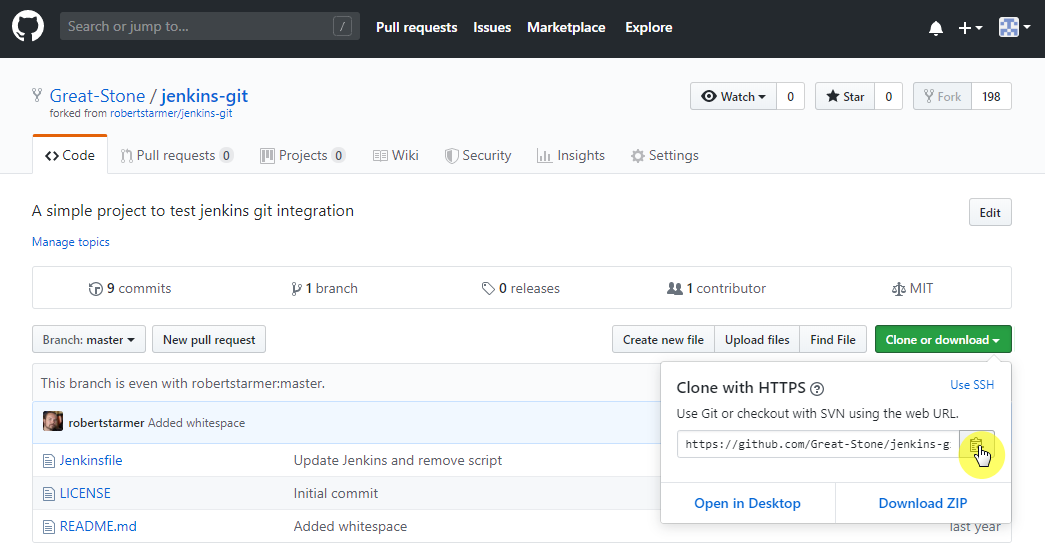 Search or jump to... / Pull requests Issues Marketplace Explore
Great-Stone / jenkins-git Watch 0 Star 0 Fork 198
forked from robertstarmer/jenkins-git
Code Pull requests 0 Projects 0 Wiki Security Insights Settings
A simple project to test jenkins git integration Edit
Manage topics
9 commits 1 branch 0 releases 1 contributor MIT
Branch: master New pull request Create new file Upload files Find File Clone or download
This branch is even with robertstarmer:master.
Clone with HTTPS ? Use SSH
Use Git or checkout with SVN using the web URL.
https://github.com/Great-Stone/jenkins-g
Open in Desktop Download ZIP
robertstarmer Added whitespace
Jenkinsfile Update Jenkins and remove script
LICENSE Initial commit
README.md Added whitespace last year